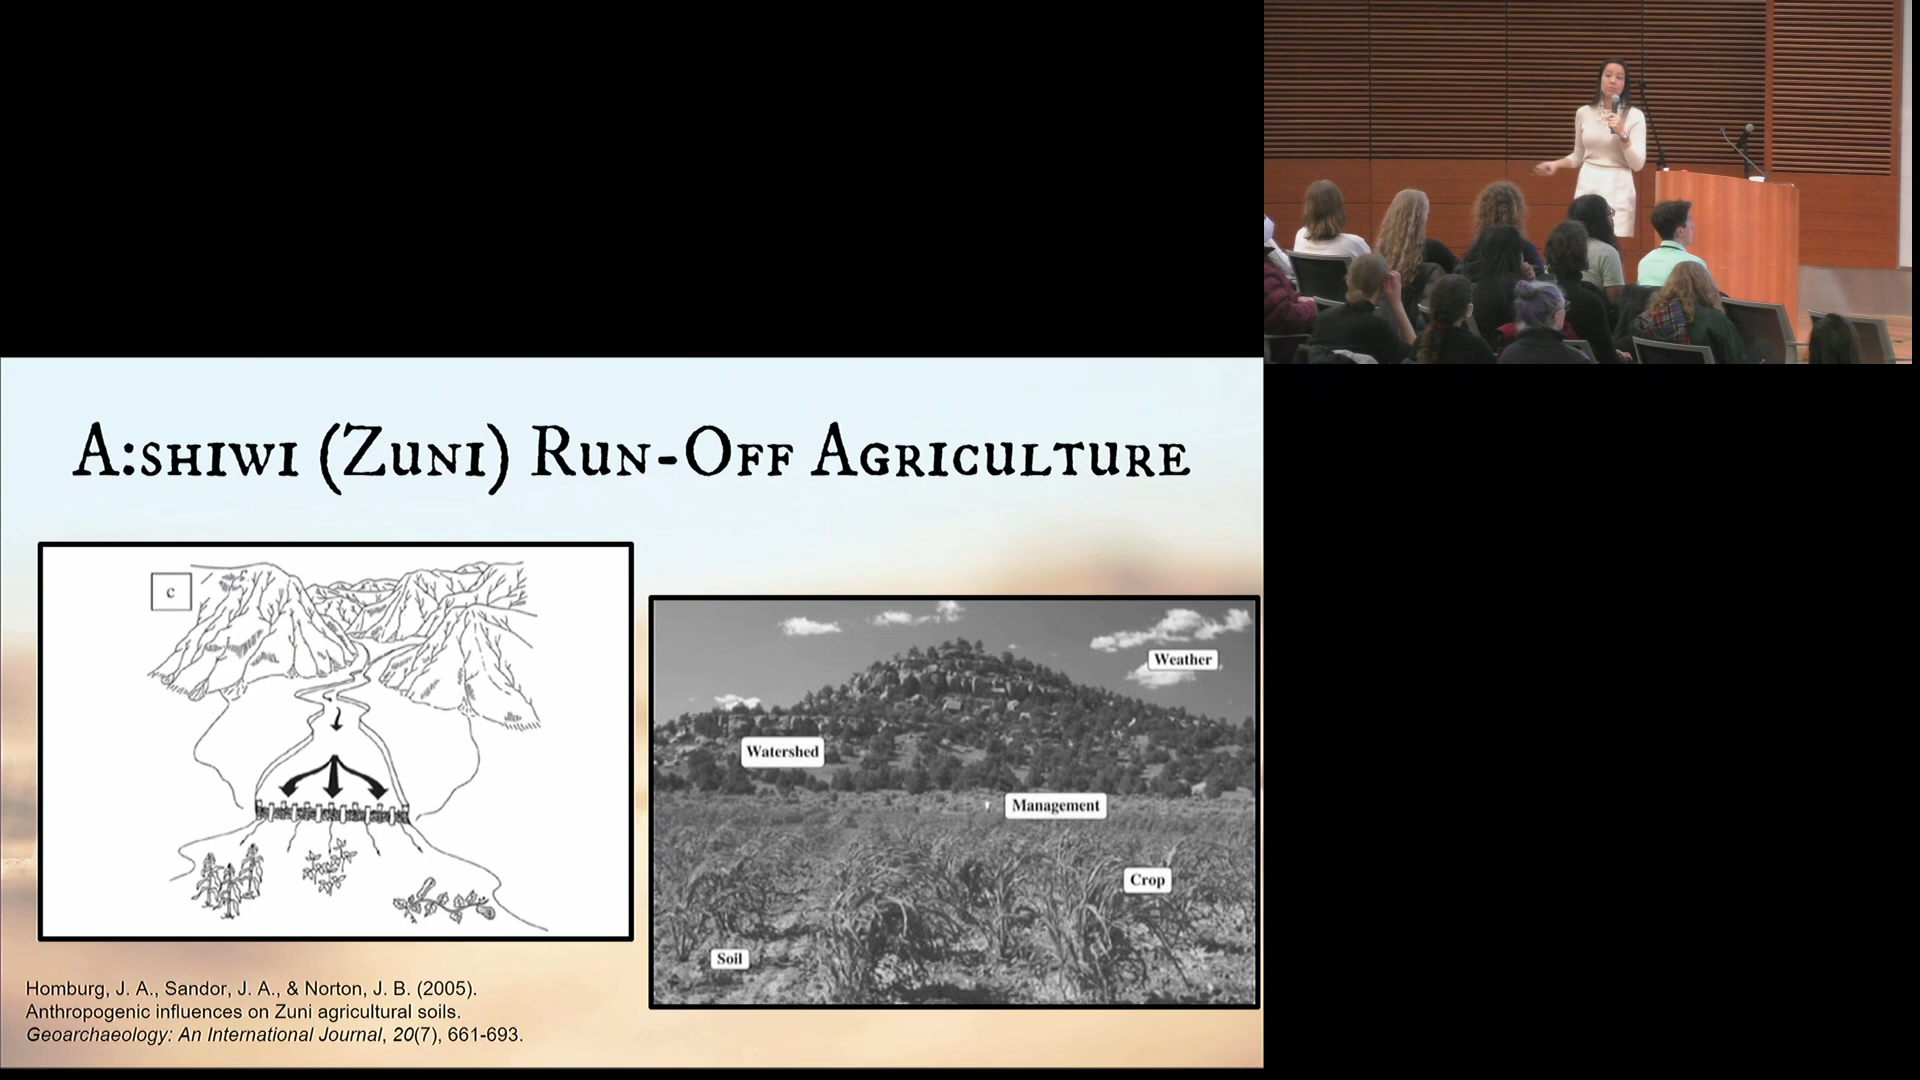 A:shiwi (Zuni) Run-Off Agriculture
c
Weather
Watershed
Management
Crop
Soil
Homburg, J. A., Sandor, J. A., & Norton, J. B. (2005).
Anthropogenic influences on Zuni agricultural soils.
Geoarchaeology: An International Journal, 20(7), 661-693.